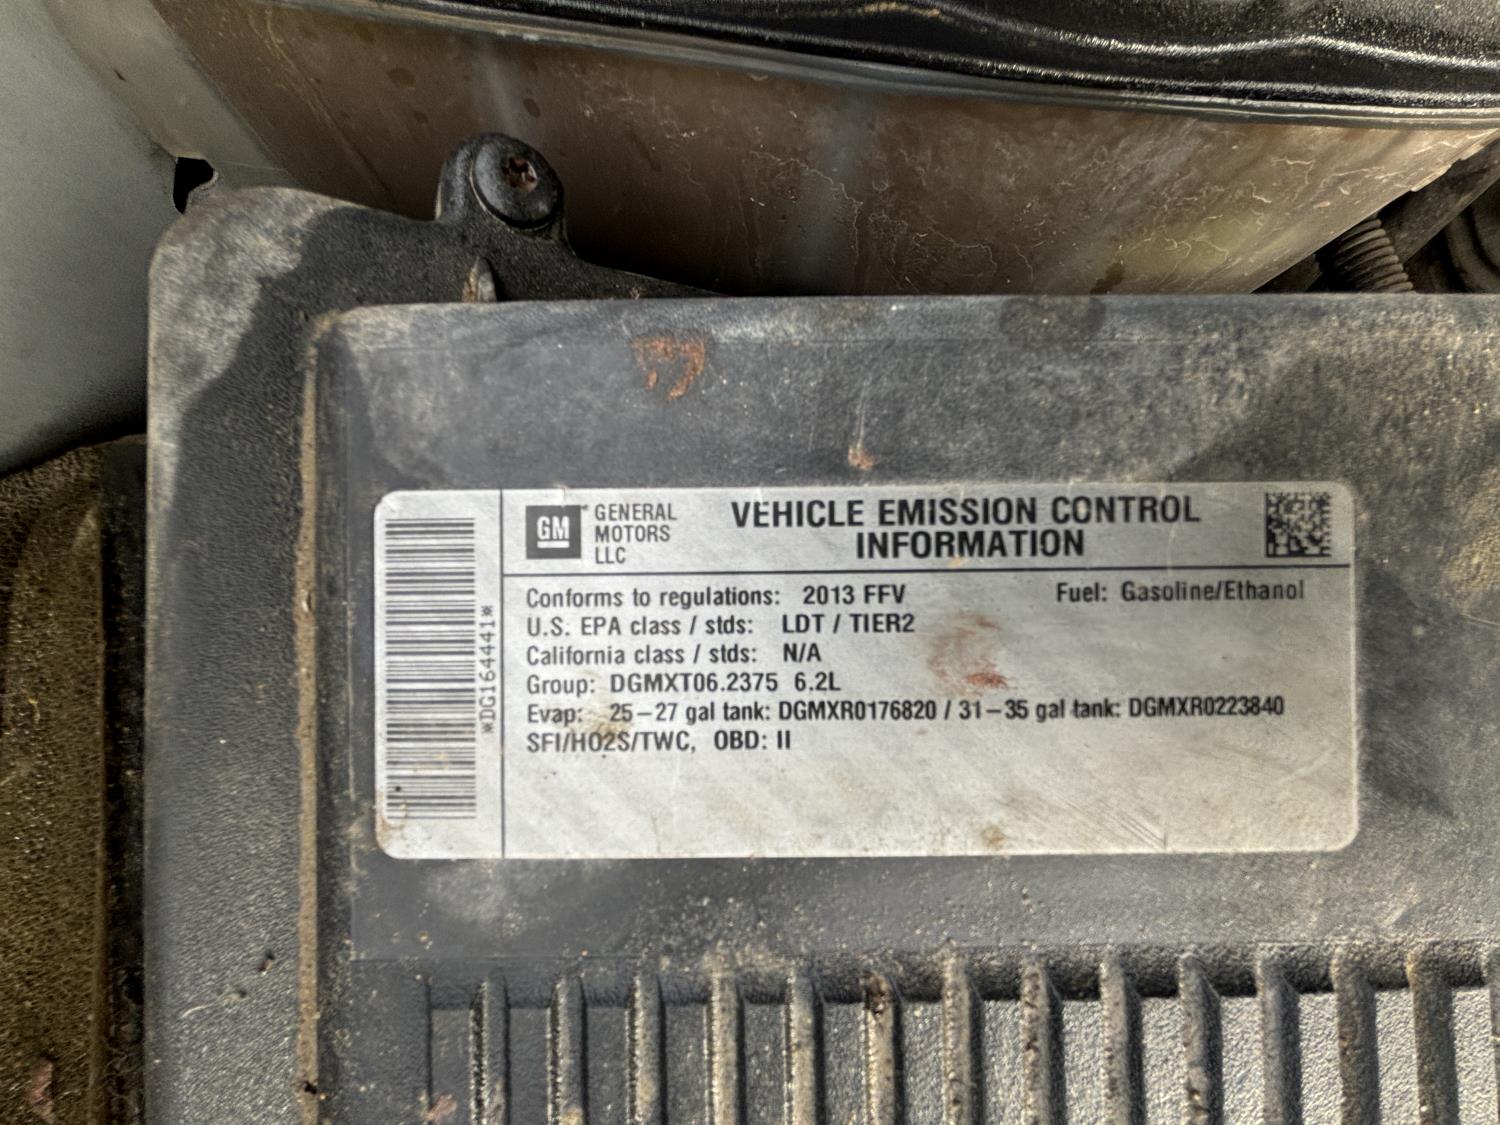 GM GENERAL MOTORS LLC
VEHICLE EMISSION CONTROL
INFORMATION
Conforms to regulations: 2013 FFV Fuel: Gasoline/Ethanol
U.S. EPA class / stds: LDT / TIER2
California class / stds: N/A
Group: DGMXT06.2375 6.2L
Evap: 25-27 gal tank: DGMXR0176820 / 31-35 gal tank: DGMXR0223840
SFI/HO2S/TWC, OBD: II
*DG164441*